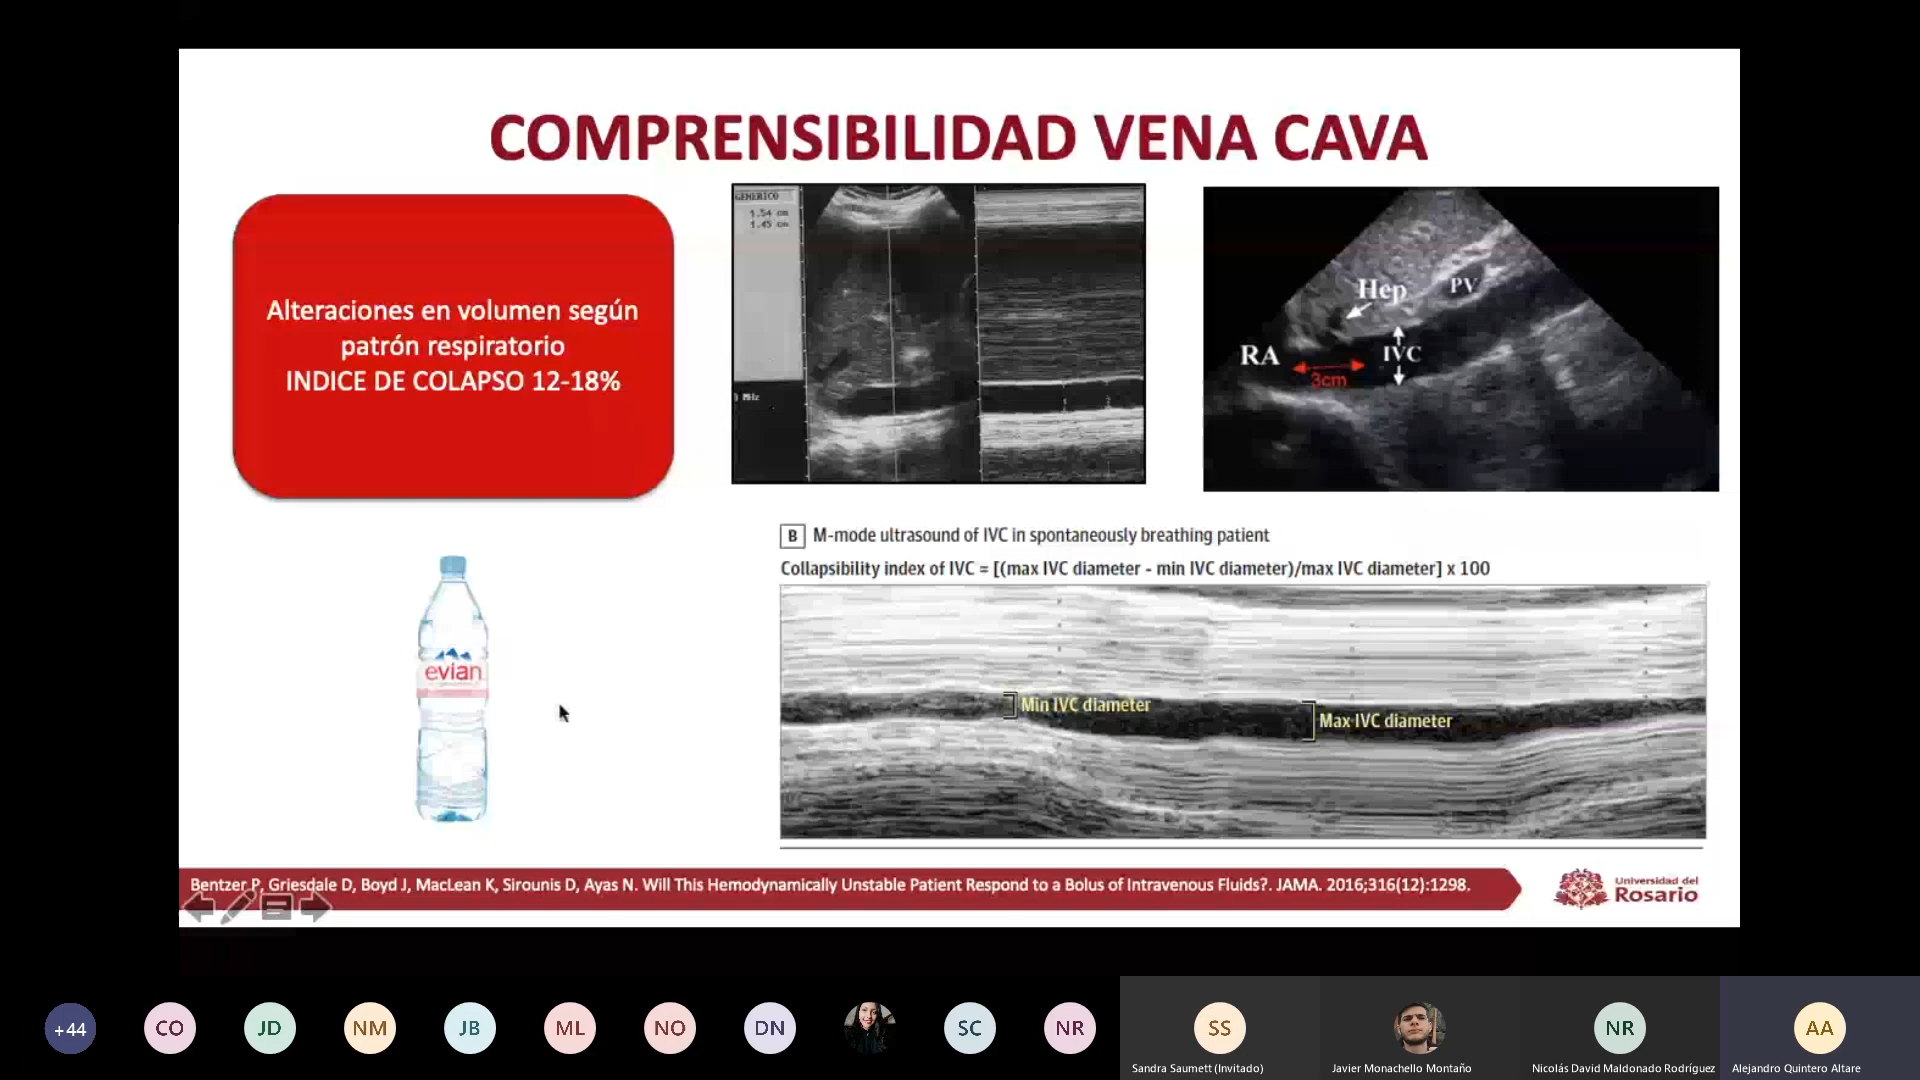 COMPRENSIBILIDAD VENA CAVA
Alteraciones en volumen según
patrón respiratorio
INDICE DE COLAPSO 12-18%
GENERICO
1.54 cm
1.45 cm
MHz
Hep
PV
RA
IVC
3cm
B M-mode ultrasound of IVC in spontaneously breathing patient
Collapsibility index of IVC = [(max IVC diameter - min IVC diameter)/max IVC diameter] x 100
Min IVC diameter
Max IVC diameter
evian
Bentzer P, Griesdale D, Boyd J, MacLean K, Sirounis D, Ayas N. Will This Hemodynamically Unstable Patient Respond to a Bolus of Intravenous Fluids?. JAMA. 2016;316(12):1298.
Universidad del
Rosario
+44
CO
JD
NM
JB
ML
NO
DN
SC
NR
SS
NR
AA
Sandra Saumett (Invitado)
Javier Monachello Montaño
Nicolás David Maldonado Rodríguez
Alejandro Quintero Altare